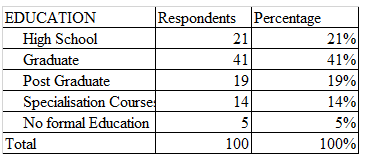 EDUCATION Respondents Percentage
High School 21 21%
Graduate 41 41%
Post Graduate 19 19%
Specialisation Course 14 14%
No formal Education 5 5%
Total 100 100%